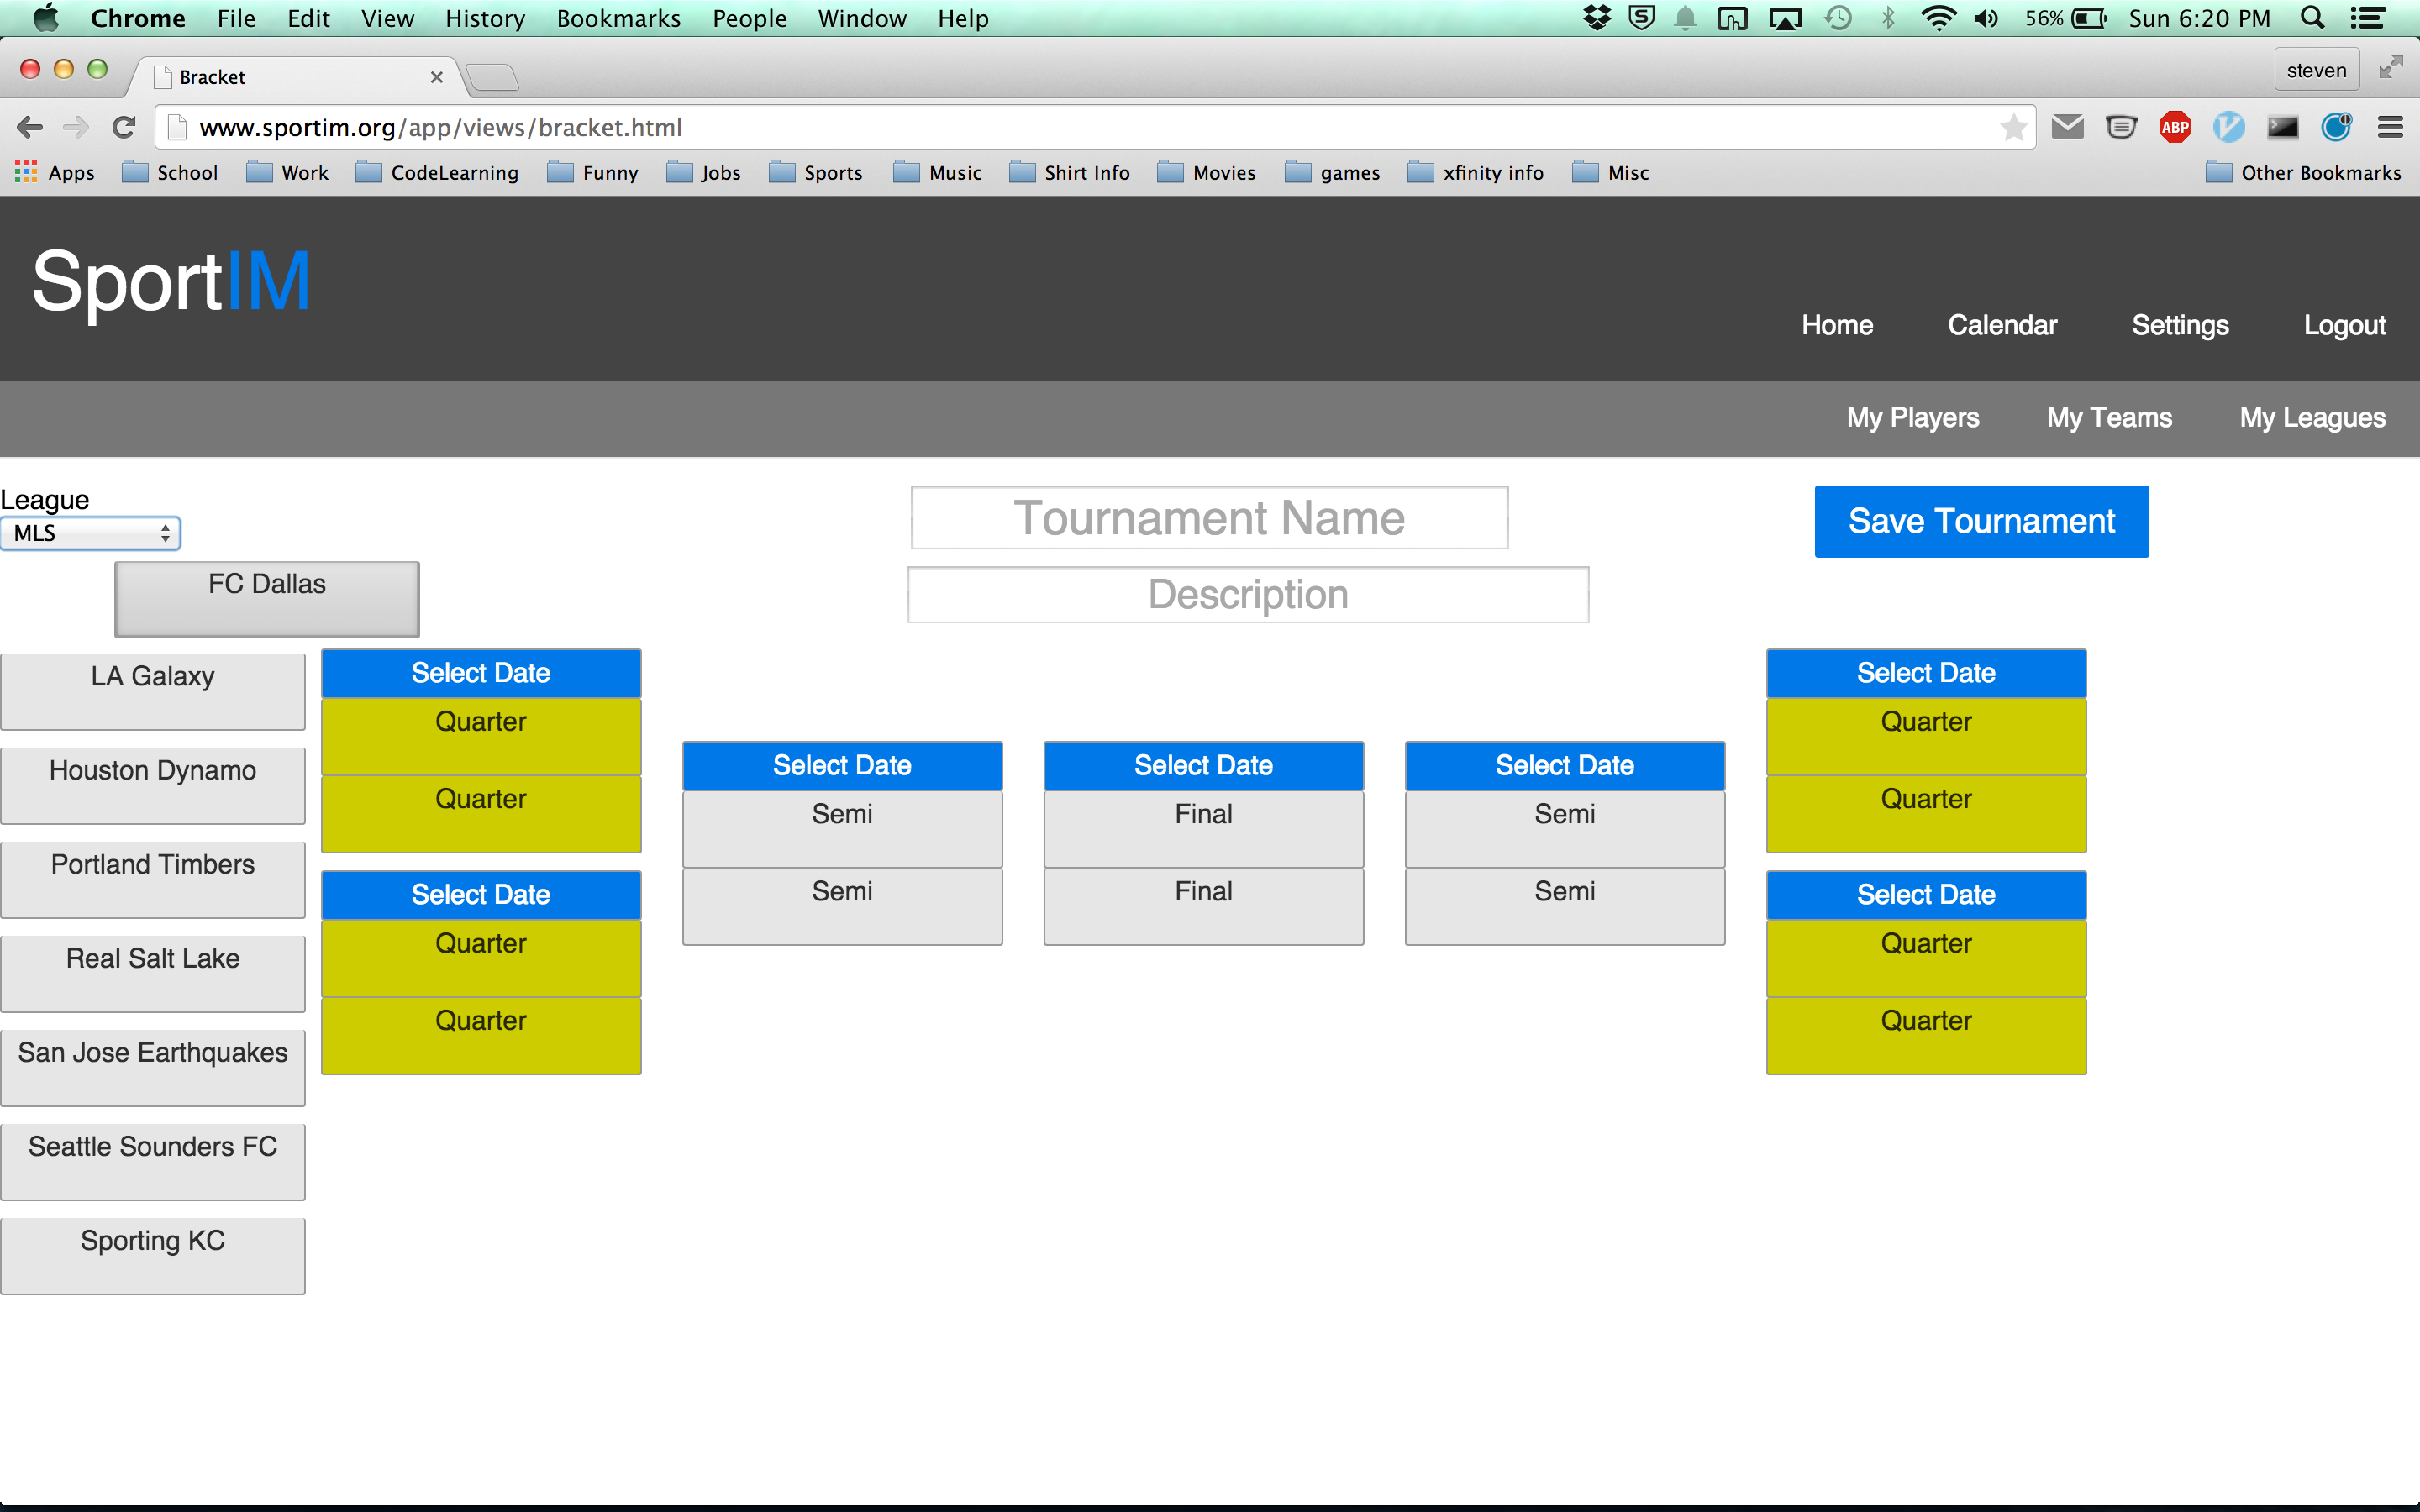 Chrome File Edit View History Bookmarks People Window Help 56% Sun 6:20 PM
Bracket steven
www.sportim.org/app/views/bracket.html ABP
Apps School Work CodeLearning Funny Jobs Sports Music Shirt Info Movies games xfinity info Misc Other Bookmarks
SportIM
Home Calendar Settings Logout
My Players My Teams My Leagues
League
MLS
Tournament Name
Save Tournament
Description
FC Dallas
LA Galaxy
Houston Dynamo
Portland Timbers
Real Salt Lake
San Jose Earthquakes
Seattle Sounders FC
Sporting KC
Select Date
Quarter
Quarter
Select Date
Quarter
Quarter
Select Date
Semi
Semi
Select Date
Final
Final
Select Date
Semi
Semi
Select Date
Quarter
Quarter
Select Date
Quarter
Quarter